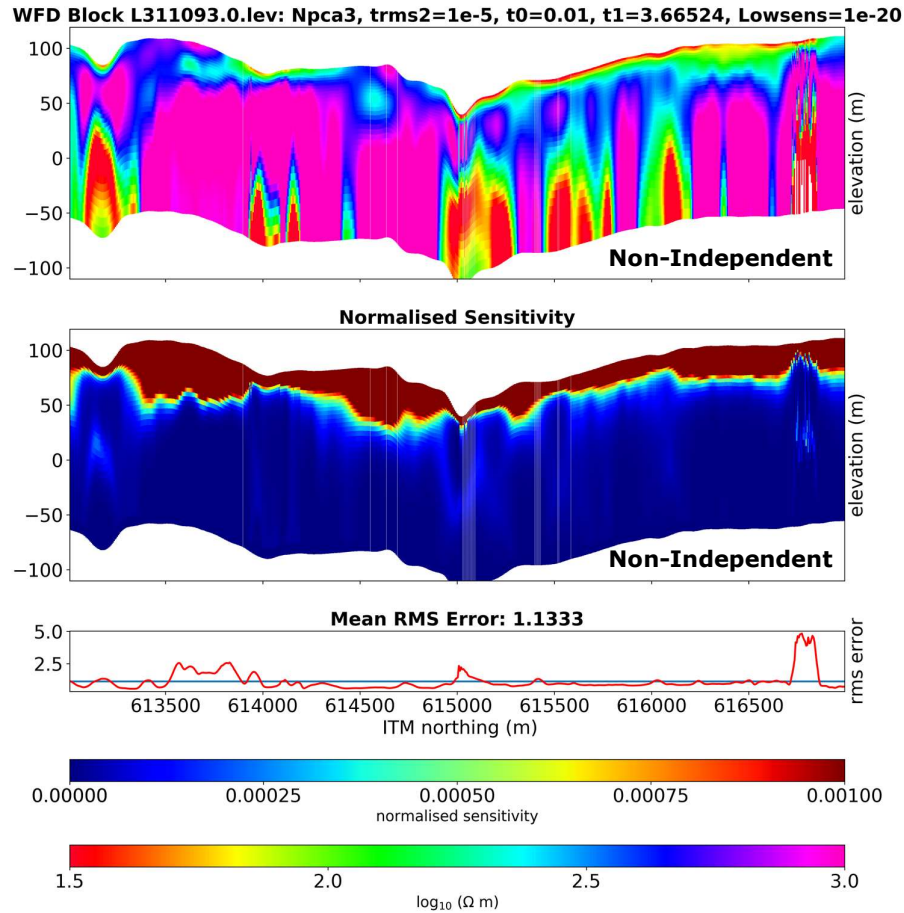 WFD Block L311093.0.lev: Npca3, trms2=1e-5, t0=0.01, t1=3.66524, Lowsens=1e-20
100
50
0
−50
−100
elevation (m)
Non-Independent
Normalised Sensitivity
100
50
0
−50
−100
elevation (m)
Non-Independent
Mean RMS Error: 1.1333
5.0
2.5
rms error
613500 614000 614500 615000 615500 616000 616500
ITM northing (m)
0.00000 0.00025 0.00050 0.00075 0.00100
normalised sensitivity
1.5 2.0 2.5 3.0
log₁₀ (Ω m)